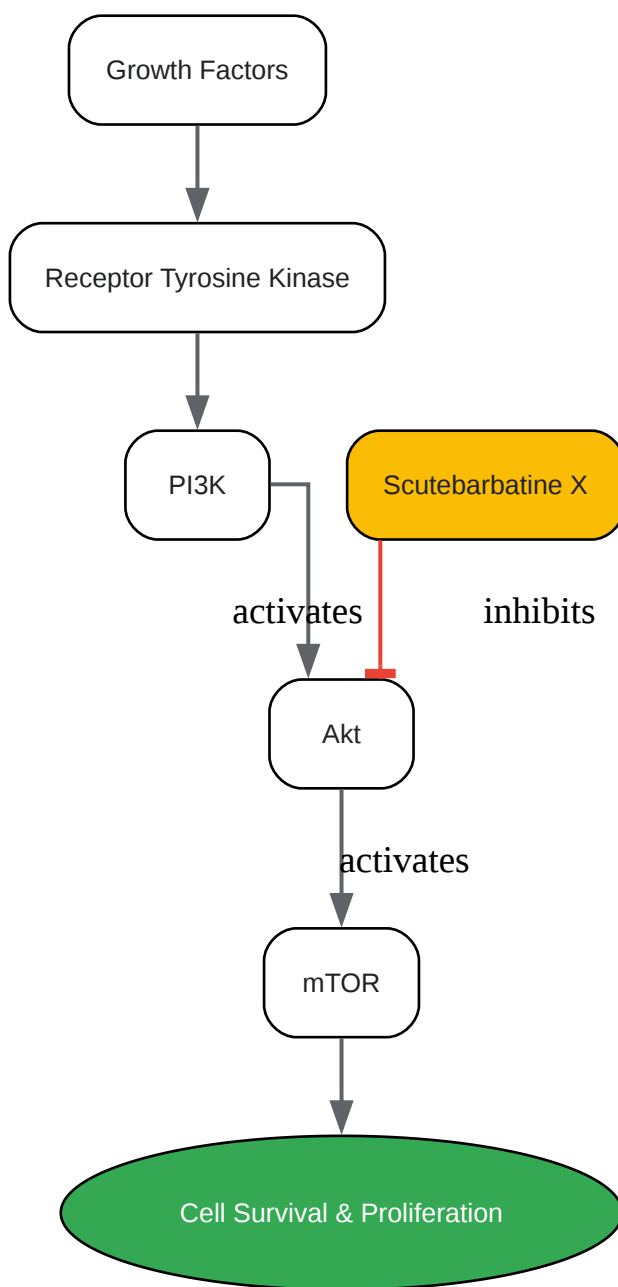 Growth Factors
Receptor Tyrosine Kinase
PI3K
Scutebarbatine X
activates
inhibits
Akt
activates
mTOR
Cell Survival & Proliferation